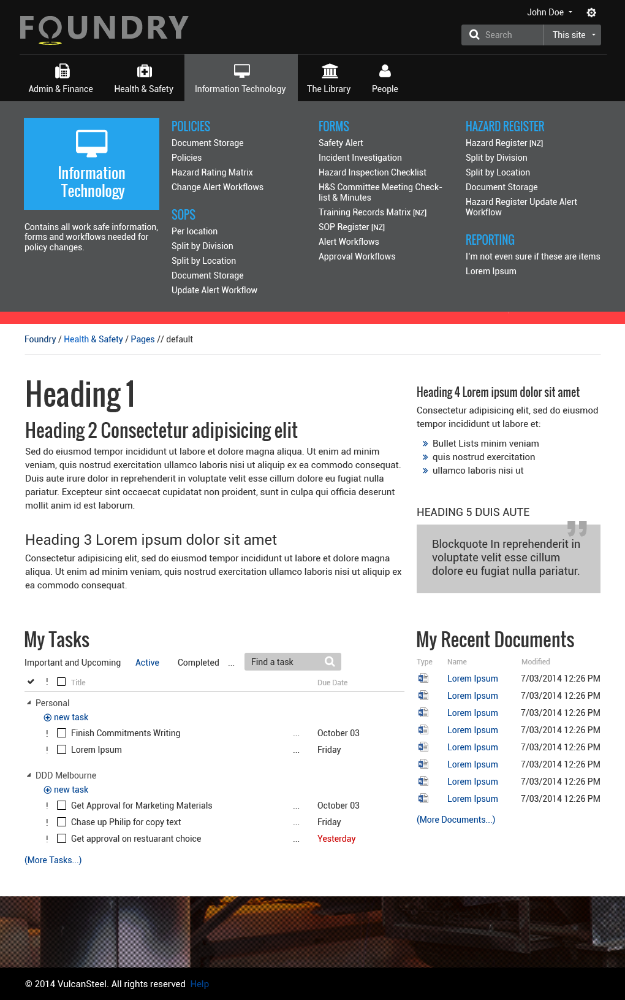 FOUNDRY
John Doe
Search
This site
Admin & Finance
Health & Safety
Information Technology
The Library
People
Information
Technology
Contains all work safe information,
forms and workflows needed for
policy changes.
POLICIES
Document Storage
Policies
Hazard Rating Matrix
Change Alert Workflows
SOPS
Per location
Split by Division
Split by Location
Document Storage
Update Alert Workflow
FORMS
Safety Alert
Incident Investigation
Hazard Inspection Checklist
H&S Committee Meeting Check-
list & Minutes
Training Records Matrix [NZ]
SOP Register [NZ]
Alert Workflows
Approval Workflows
HAZARD REGISTER
Hazard Register [NZ]
Split by Division
Split by Location
Document Storage
Hazard Register Update Alert
Workflow
REPORTING
I'm not even sure if these are items
Lorem Ipsum
Foundry / Health & Safety / Pages // default
Heading 1
Heading 2 Consectetur adipisicing elit
Sed do eiusmod tempor incididunt ut labore et dolore magna aliqua. Ut enim ad minim
veniam, quis nostrud exercitation ullamco laboris nisi ut aliquip ex ea commodo consequat.
Duis aute irure dolor in reprehenderit in voluptate velit esse cillum dolore eu fugiat nulla
pariatur. Excepteur sint occaecat cupidatat non proident, sunt in culpa qui officia deserunt
mollit anim id est laborum.
Heading 3 Lorem ipsum dolor sit amet
Consectetur adipisicing elit, sed do eiusmod tempor incididunt ut labore et dolore magna
aliqua. Ut enim ad minim veniam, quis nostrud exercitation ullamco laboris nisi ut aliquip ex
ea commodo consequat.
Heading 4 Lorem ipsum dolor sit amet
Consectetur adipisicing elit, sed do eiusmod
tempor incididunt ut labore et:
» Bullet Lists minim veniam
» quis nostrud exercitation
» ullamco laboris nisi ut
HEADING 5 DUIS AUTE
”
Blockquote In reprehenderit in
voluptate velit esse cillum
dolore eu fugiat nulla pariatur.
My Tasks
Important and Upcoming Active Completed ... Find a task
! Title Due Date
Personal
new task
! Finish Commitments Writing ... October 03
! Lorem Ipsum ... Friday
DDD Melbourne
new task
! Get Approval for Marketing Materials ... October 03
! Chase up Philip for copy text ... Friday
! Get approval on restuarant choice ... Yesterday
(More Tasks...)
My Recent Documents
Type Name Modified
Lorem Ipsum 7/03/2014 12:26 PM
Lorem Ipsum 7/03/2014 12:26 PM
Lorem Ipsum 7/03/2014 12:26 PM
Lorem Ipsum 7/03/2014 12:26 PM
Lorem Ipsum 7/03/2014 12:26 PM
Lorem Ipsum 7/03/2014 12:26 PM
Lorem Ipsum 7/03/2014 12:26 PM
Lorem Ipsum 7/03/2014 12:26 PM
(More Documents...)
© 2014 VulcanSteel. All rights reserved Help